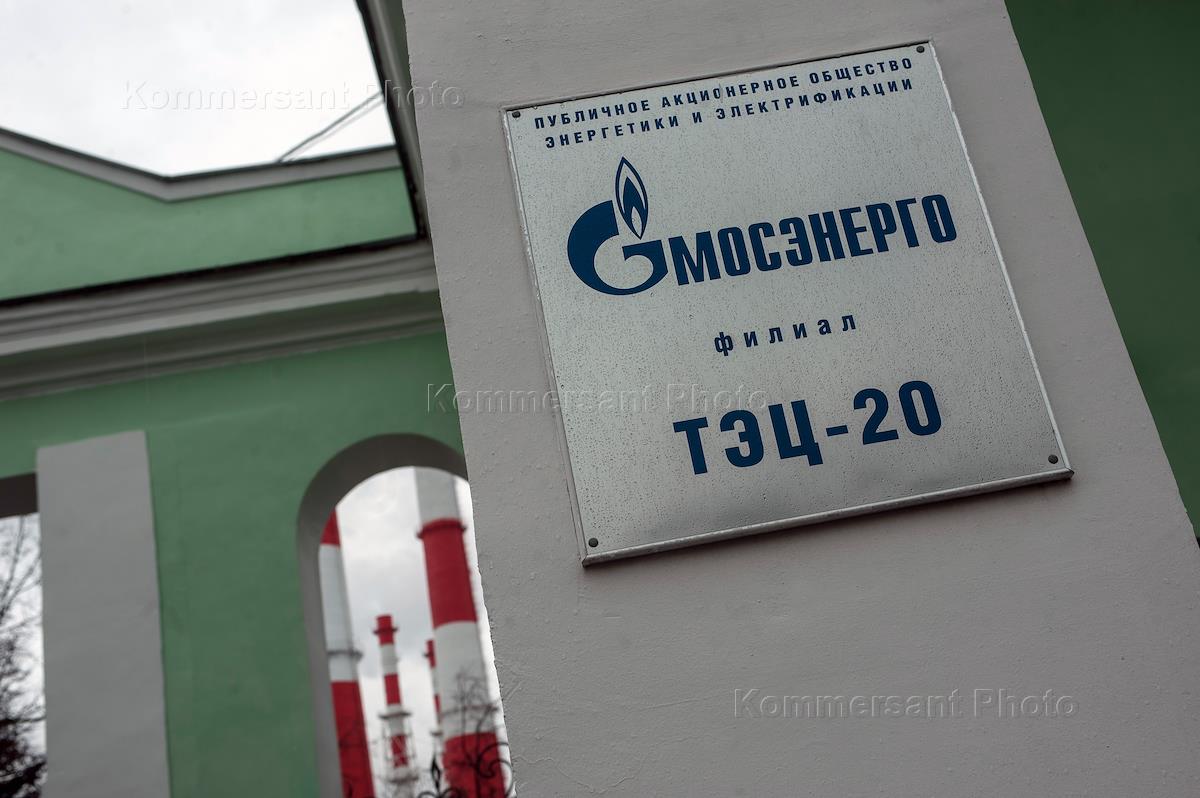 Kommersant Photo
ПУБЛИЧНОЕ АКЦИОНЕРНОЕ ОБЩЕСТВО
ЭНЕРГЕТИКИ И ЭЛЕКТРИФИКАЦИИ
МОСЭНЕРГО
филиал
Kommersant Photo
ТЭЦ-20
Kommersant Photo